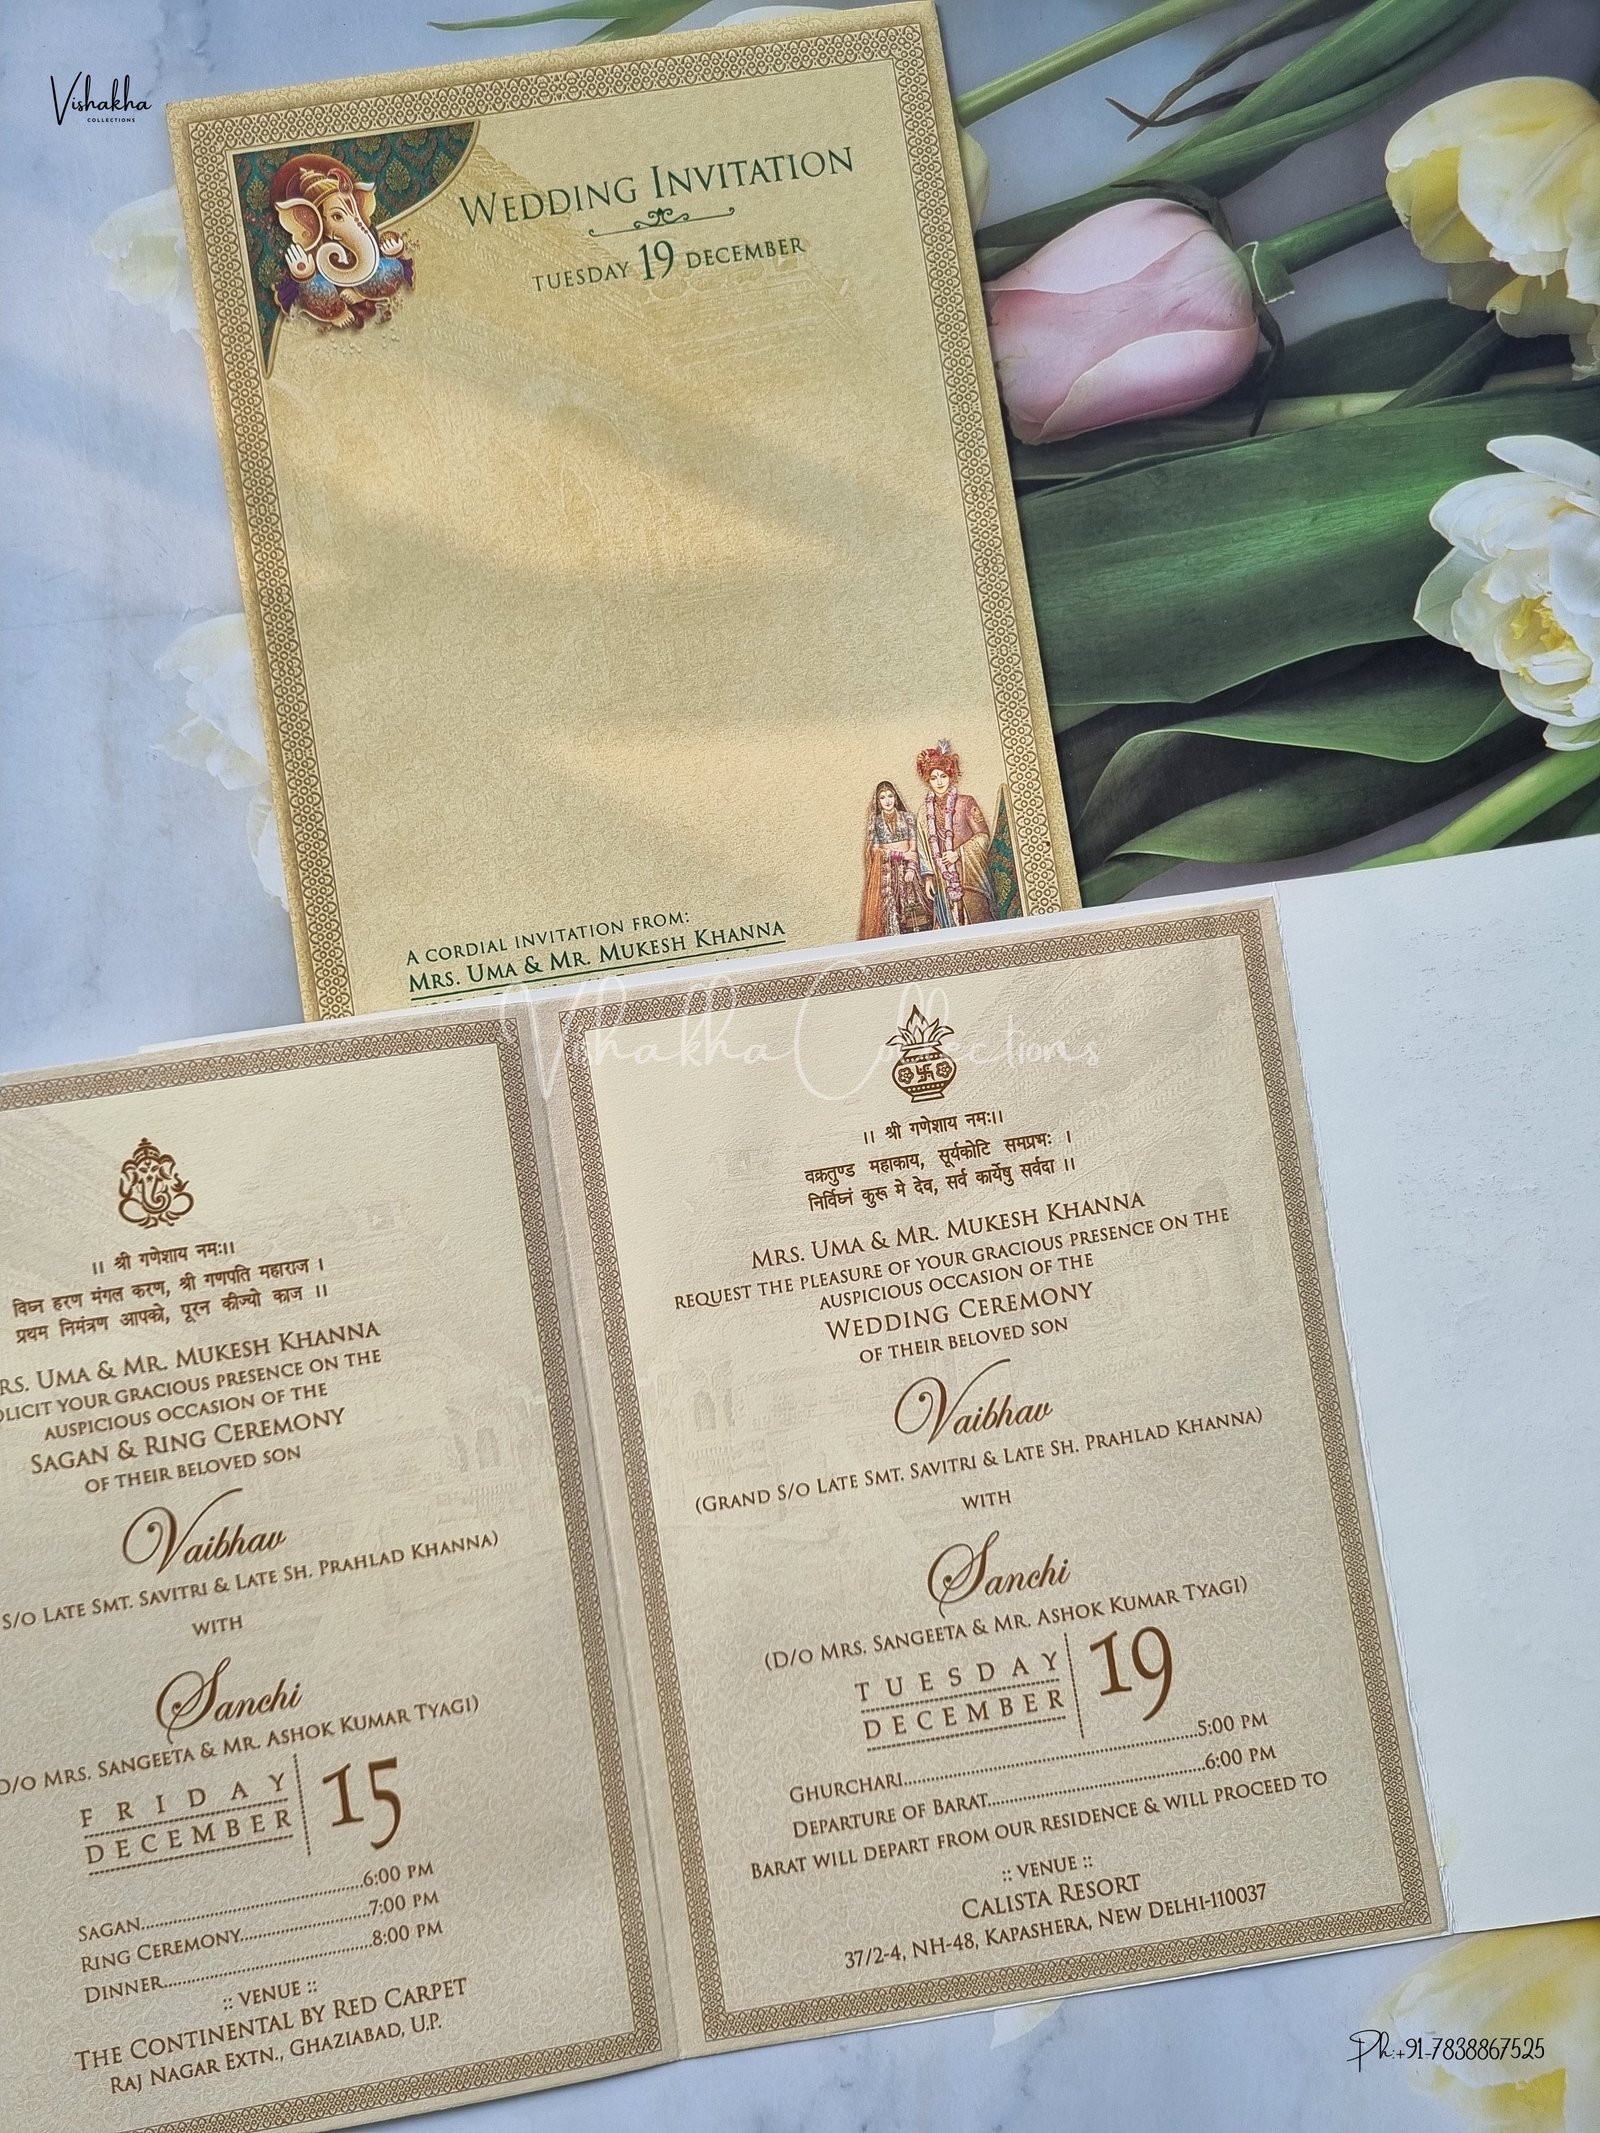 Vishakha
COLLECTIONS
WEDDING INVITATION
TUESDAY 19 DECEMBER
A CORDIAL INVITATION FROM:
MRS. UMA & MR. MUKESH KHANNA
Vishakha Collections
।। श्री गणेशाय नमः।।
विघ्न हरण मंगल करण, श्री गणपति महाराज ।
प्रथम निमंत्रण आपको, पूरन कीज्यो काज ।।
UMA & MR. MUKESH KHANNA
YOUR GRACIOUS PRESENCE ON THE
AUSPICIOUS OCCASION OF THE
SAGAN & RING CEREMONY
OF THEIR BELOVED SON
Vaibhav
S/O LATE SMT. SAVITRI & LATE SH. PRAHLAD KHANNA)
WITH
Sanchi
D/O MRS. SANGEETA & MR. ASHOK KUMAR TYAGI)
FRIDAY
DECEMBER
15
SAGAN..............................6:00 PM
RING CEREMONY..............................7:00 PM
DINNER..............................8:00 PM
:: VENUE ::
THE CONTINENTAL BY RED CARPET
RAJ NAGAR EXTN., GHAZIABAD, U.P.
।। श्री गणेशाय नमः।।
वक्रतुण्ड महाकाय, सूर्यकोटि समप्रभः ।
निर्विघ्नं कुरू मे देव, सर्व कार्येषु सर्वदा ।।
MRS. UMA & MR. MUKESH KHANNA
REQUEST THE PLEASURE OF YOUR GRACIOUS PRESENCE ON THE
AUSPICIOUS OCCASION OF THE
WEDDING CEREMONY
OF THEIR BELOVED SON
Vaibhav
(GRAND S/O LATE SMT. SAVITRI & LATE SH. PRAHLAD KHANNA)
WITH
Sanchi
(D/O MRS. SANGEETA & MR. ASHOK KUMAR TYAGI)
TUESDAY
DECEMBER
19
GHURCHARI..............................5:00 PM
DEPARTURE OF BARAT..............................6:00 PM
BARAT WILL DEPART FROM OUR RESIDENCE & WILL PROCEED TO
:: VENUE ::
CALISTA RESORT
37/2-4, NH-48, KAPASHERA, NEW DELHI-110037
Ph:+91-7838867525